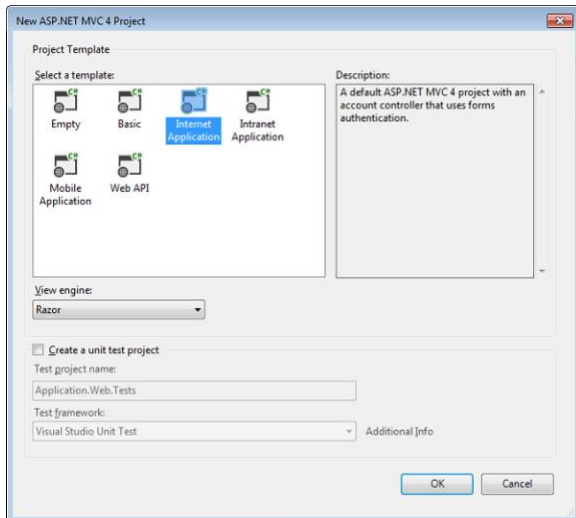 New ASP.NET MVC 4 Project
Project Template
Select a template:
Description:
C#
C#
C#
C#
Empty
Basic
Internet
Application
Intranet
Application
C#
C#
Mobile
Application
Web API
A default ASP.NET MVC 4 project with an
account controller that uses forms
authentication.
View engine:
Razor
Create a unit test project
Test project name:
Application.Web.Tests
Test framework:
Visual Studio Unit Test
Additional Info
OK
Cancel